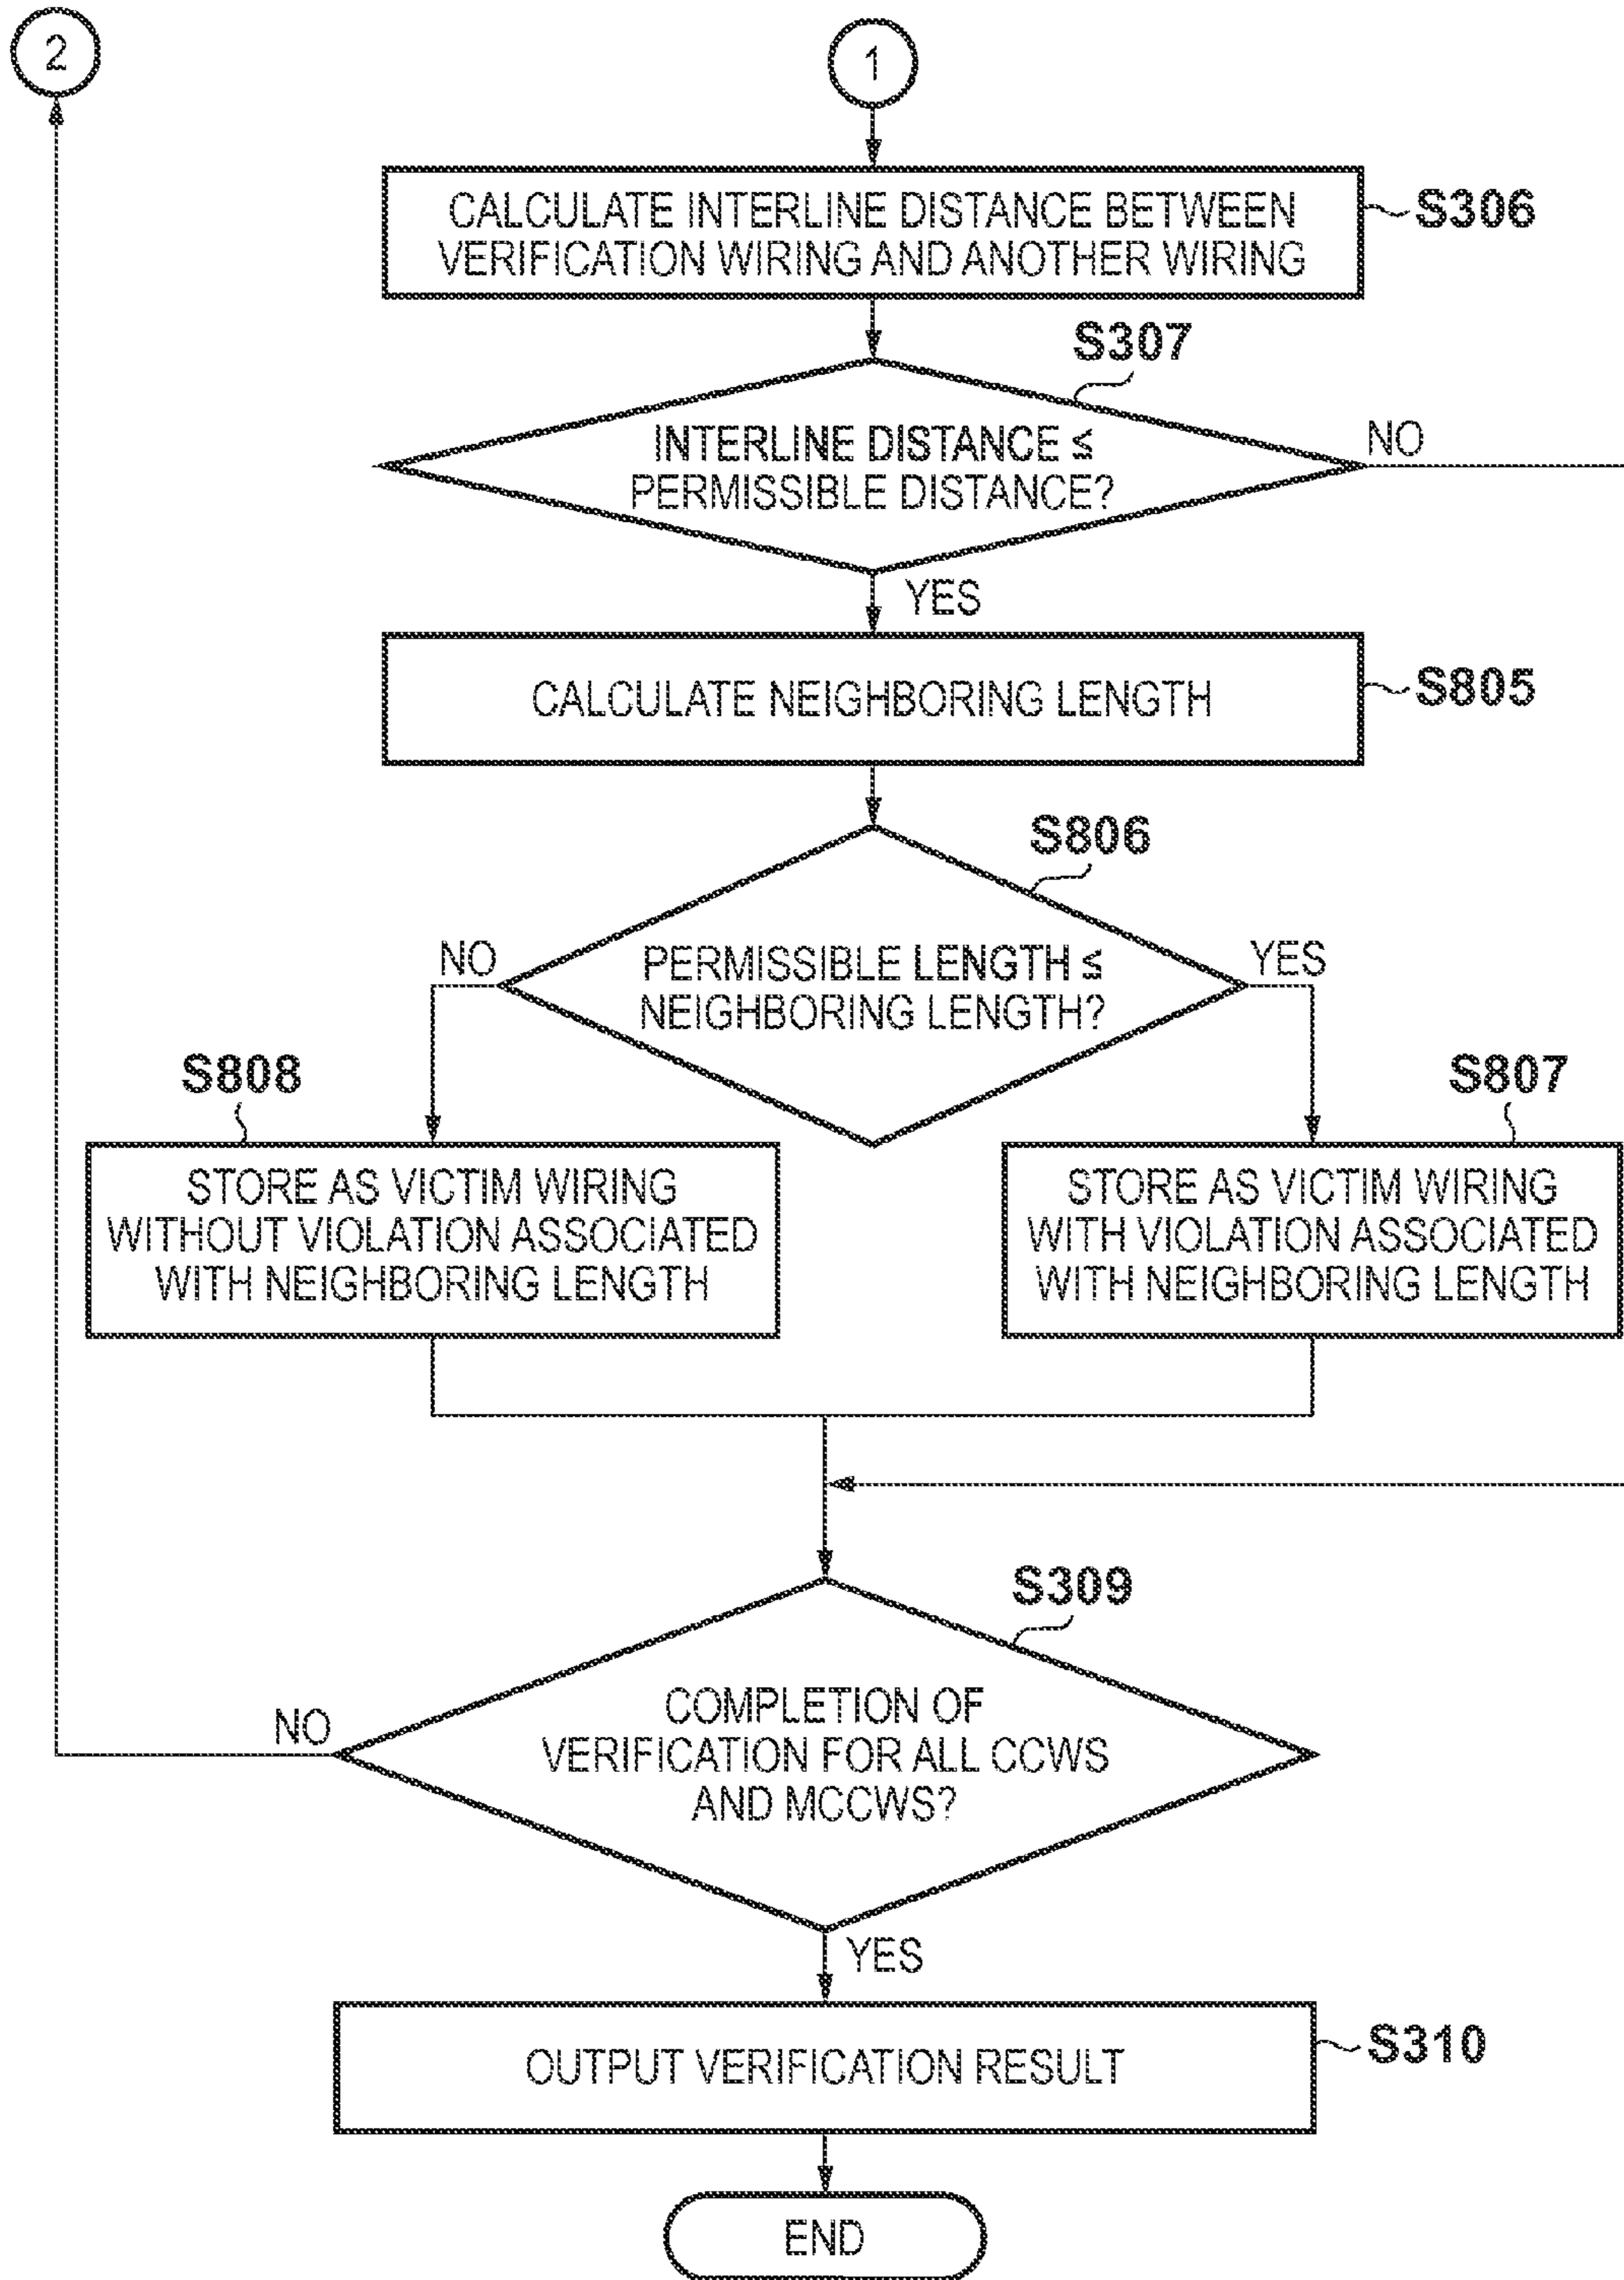 2
1
CALCULATE INTERLINE DISTANCE BETWEEN
VERIFICATION WIRING AND ANOTHER WIRING
S306
S307
INTERLINE DISTANCE ≤
PERMISSIBLE DISTANCE?
NO
YES
CALCULATE NEIGHBORING LENGTH
S805
S806
PERMISSIBLE LENGTH ≤
NEIGHBORING LENGTH?
NO
YES
S808
STORE AS VICTIM WIRING
WITHOUT VIOLATION ASSOCIATED
WITH NEIGHBORING LENGTH
S807
STORE AS VICTIM WIRING
WITH VIOLATION ASSOCIATED
WITH NEIGHBORING LENGTH
S309
COMPLETION OF
VERIFICATION FOR ALL CCWS
AND MCCWS?
NO
YES
OUTPUT VERIFICATION RESULT
S310
END